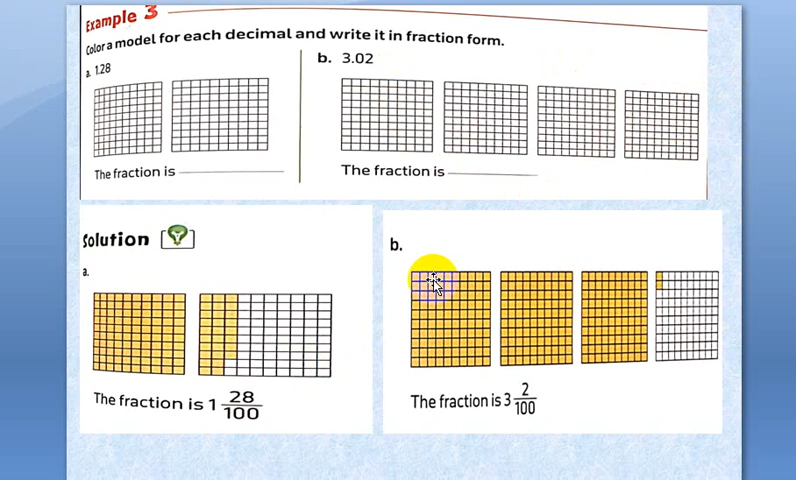 Example 3
Color a model for each decimal and write it in fraction form.
a. 1.28
b. 3.02
The fraction is
The fraction is
Solution
a.
The fraction is 1 28/100
b.
The fraction is 3 2/100